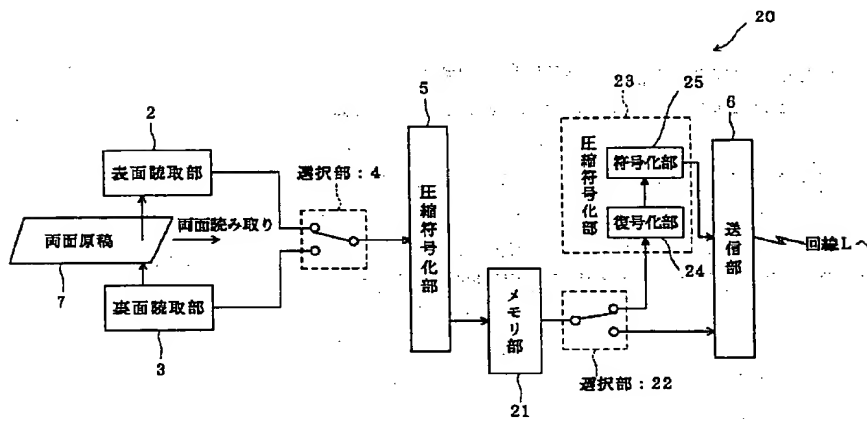 20
23
25
5
6
2
圧縮符号化部
符号化部
表面読取部
選択部:4
圧縮符号化部
送信部
両面原稿
両面読み取り
復号化部
回線Lへ
24
7
メモリ部
裏面読取部
3
選択部:22
21